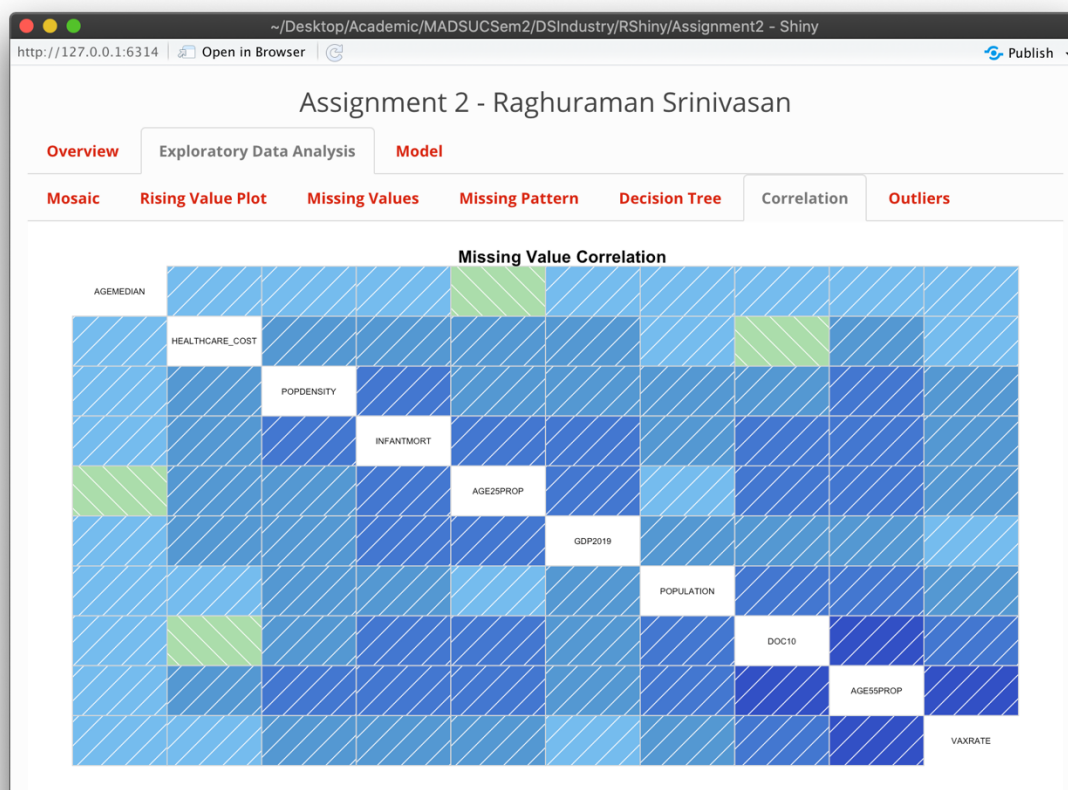 ~/Desktop/Academic/MADSUCSem2/DSIndustry/RShiny/Assignment2 - Shiny
http://127.0.0.1:6314 Open in Browser Publish
Assignment 2 - Raghuraman Srinivasan
Overview Exploratory Data Analysis Model
Mosaic Rising Value Plot Missing Values Missing Pattern Decision Tree Correlation Outliers
Missing Value Correlation
AGEMEDIAN
HEALTHCARE_COST
POPDENSITY
INFANTMORT
AGE25PROP
GDP2019
POPULATION
DOC10
AGE55PROP
VAXRATE